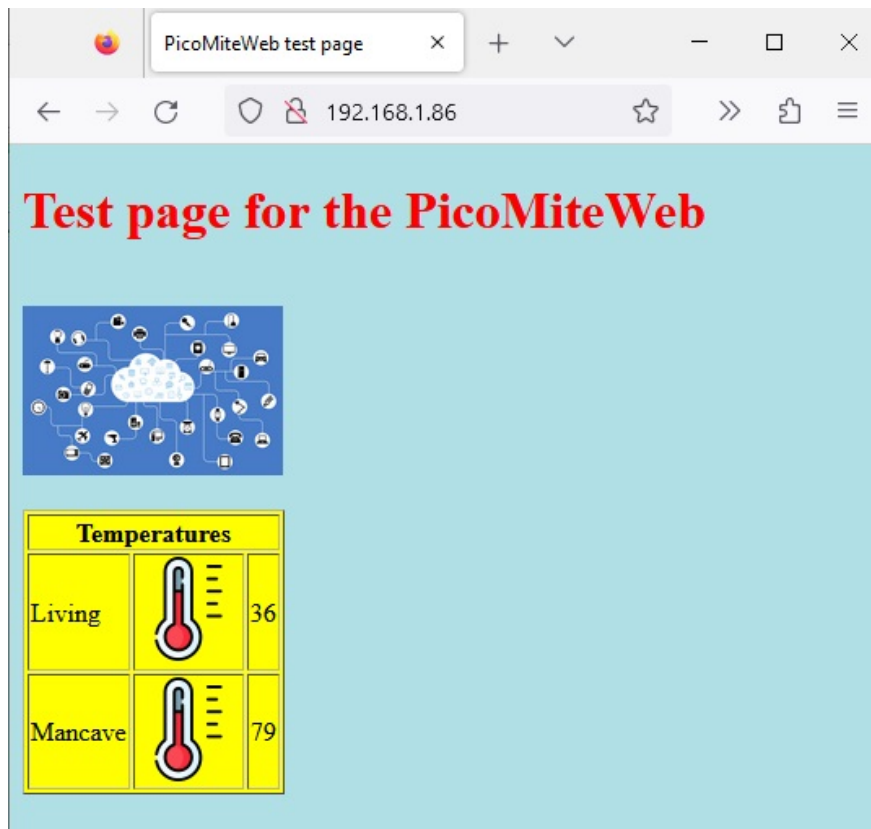 PicoMiteWeb test page
192.168.1.86
Test page for the PicoMiteWeb
Temperatures
Living 36
Mancave 79